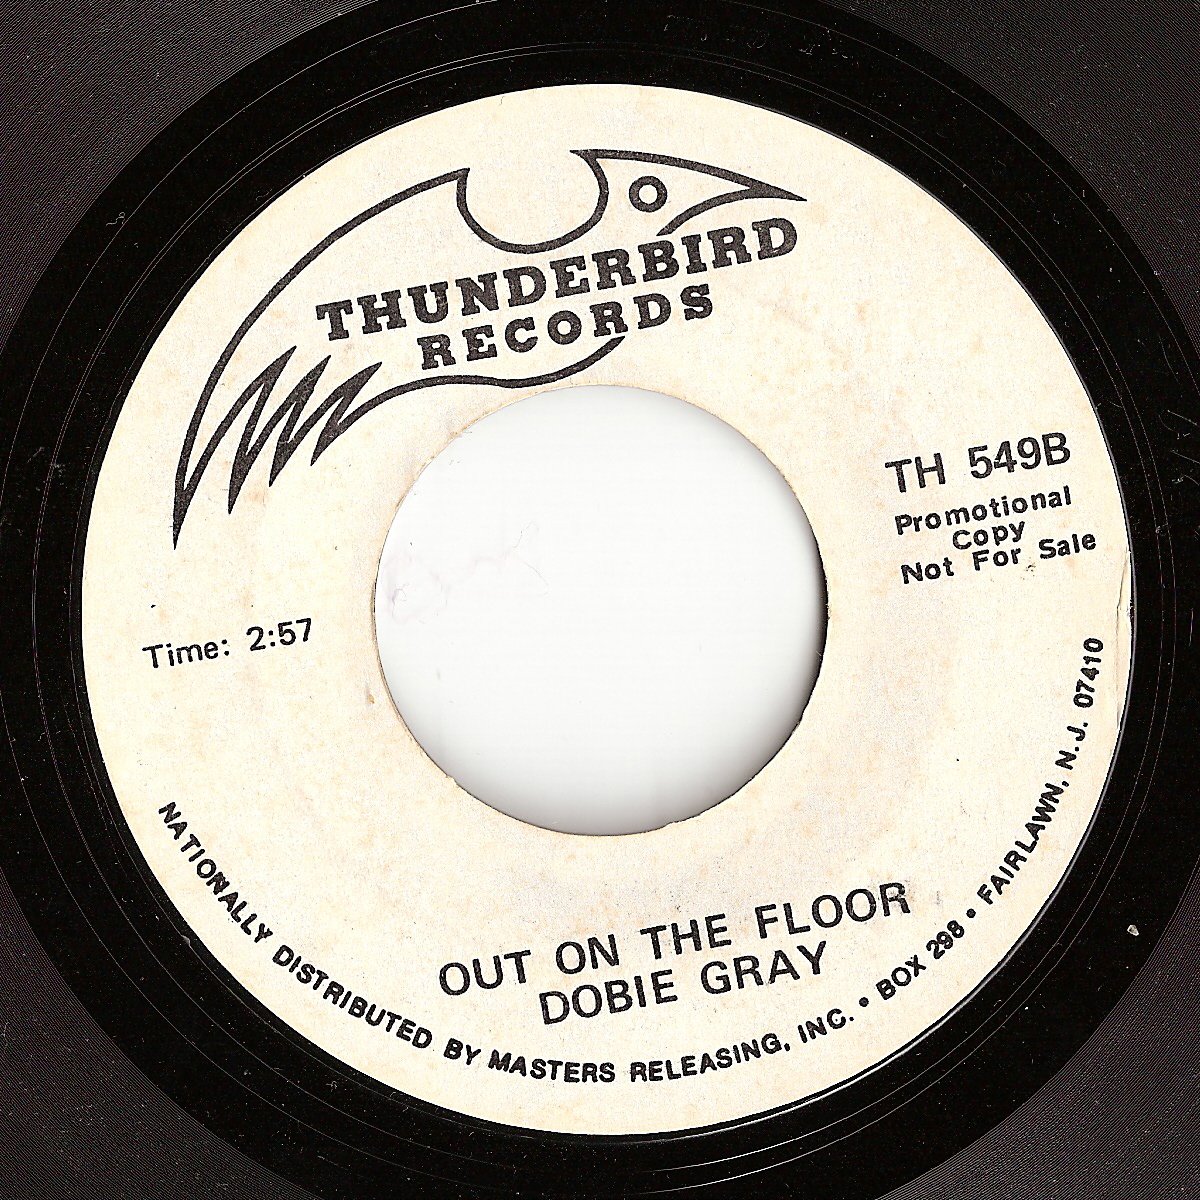 THUNDERBIRD
RECORDS
TH 549B
Promotional
Copy
Not For Sale
Time: 2:57
OUT ON THE FLOOR
DOBIE GRAY
NATIONALLY DISTRIBUTED BY MASTERS RELEASING, INC. • BOX 298 • FAIRLAWN, N.J. 07410